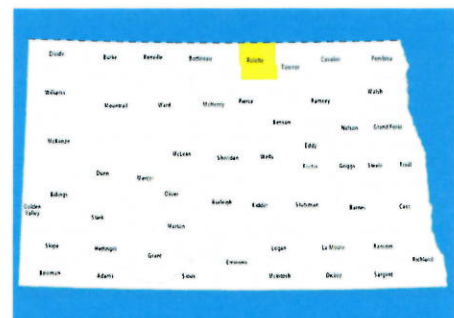 Divide Burke Renville Bottineau Rolette Towner Cavalier Pembina
Williams Mountrail Ward McHenry Pierce Ramsey Walsh
Benson Nelson Grand Forks
McKenzie McLean Sheridan Wells Eddy
Foster Griggs Steele Traill
Dunn Mercer
Billings Oliver Burleigh Kidder Stutsman Barnes Cass
Golden
Valley
Stark Morton
Slope Hettinger Grant Emmons Logan La Moure Ransom Richland
Bowman Adams Sioux McIntosh Dickey Sargent